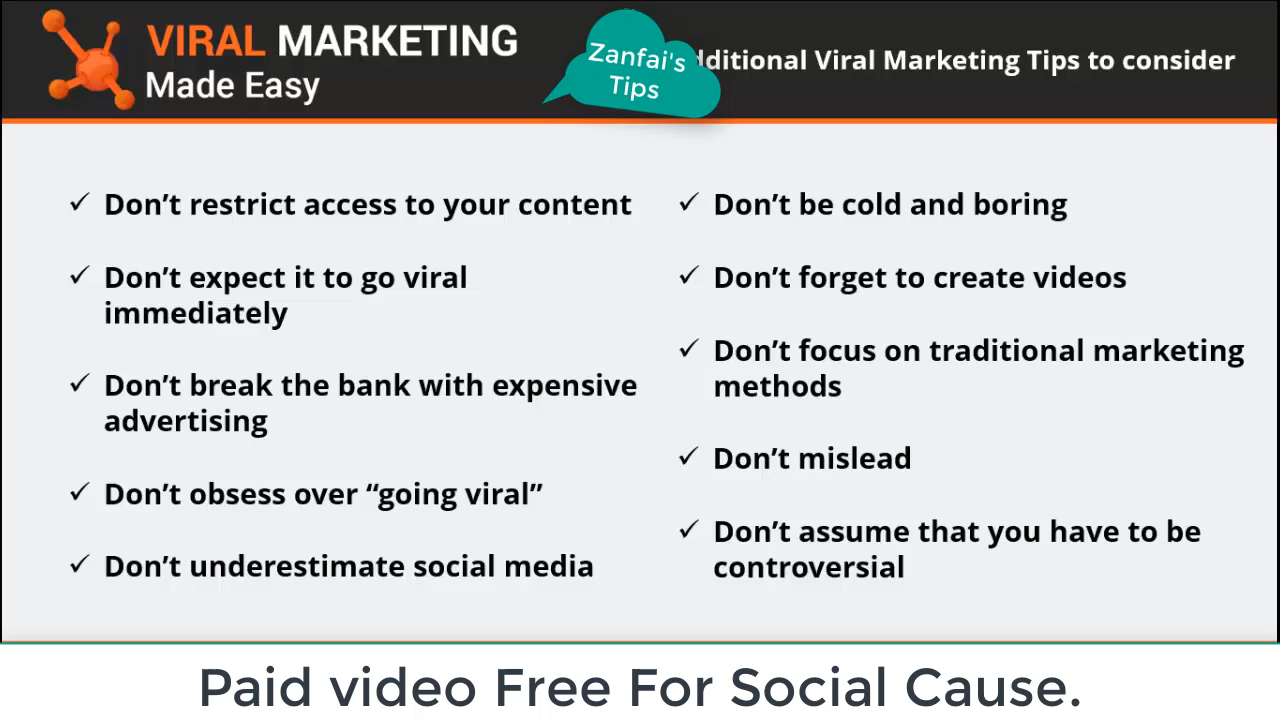 VIRAL MARKETING
Made Easy
Zanfai's
Tips
Viral Marketing Tips to consider
✓ Don’t restrict access to your content
✓ Don’t expect it to go viral
immediately
✓ Don’t break the bank with expensive
advertising
✓ Don’t obsess over “going viral”
✓ Don’t underestimate social media
✓ Don’t be cold and boring
✓ Don’t forget to create videos
✓ Don’t focus on traditional marketing
methods
✓ Don’t mislead
✓ Don’t assume that you have to be
controversial
Paid video Free For Social Cause.